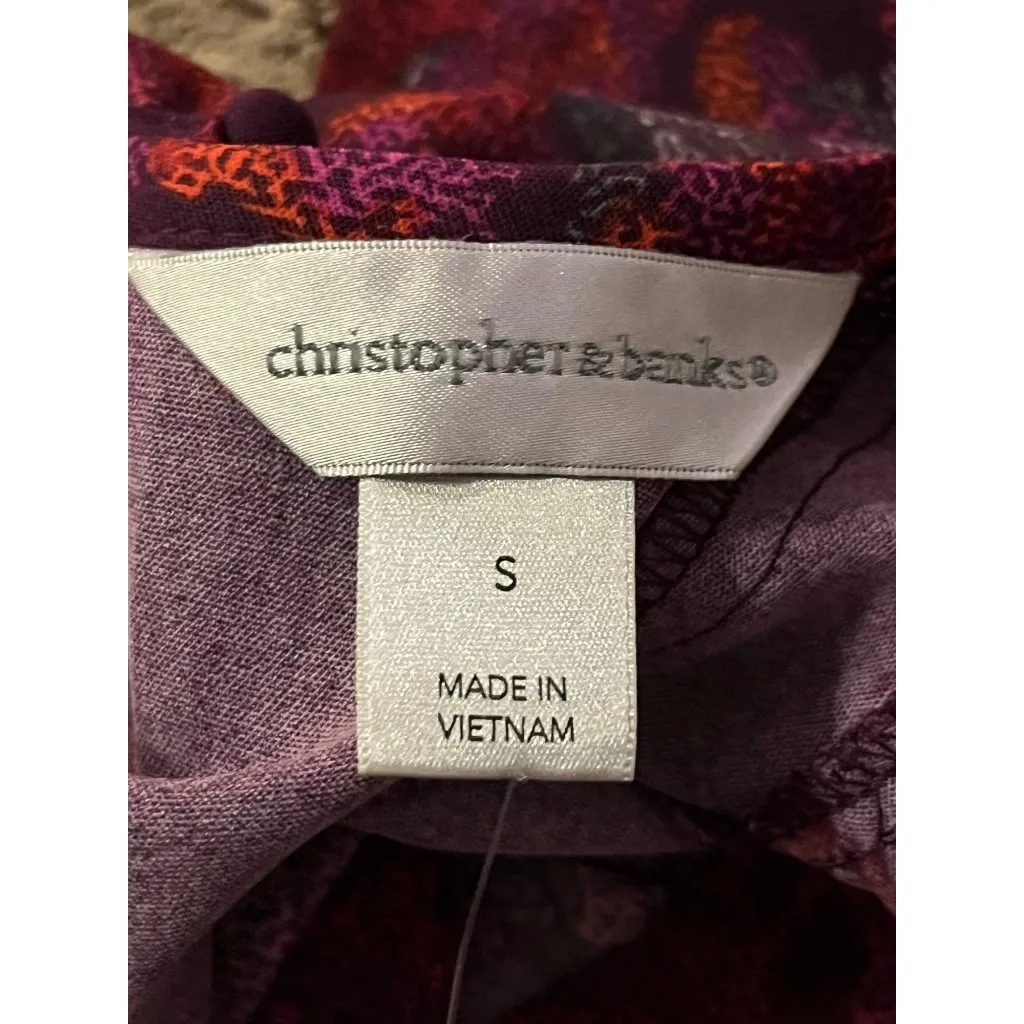 christopher & banks®
S
MADE IN
VIETNAM